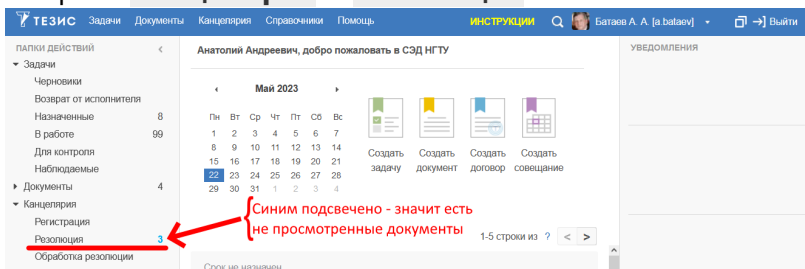 ТЕЗИС Задачи Документы Канцелярия Справочники Помощь ИНСТРУКЦИИ Батаев А. А. [a.bataev] Выйти
ПАПКИ ДЕЙСТВИЙ
Задачи
Черновики
Возврат от исполнителя
Назначенные 8
В работе 99
Для контроля
Наблюдаемые
Документы 4
Канцелярия
Регистрация
Резолюция 3
Обработка резолюции
Анатолий Андреевич, добро пожаловать в СЭД НГТУ
Май 2023
Пн Вт Ср Чт Пт Сб Вс
1 2 3 4 5 6 7
8 9 10 11 12 13 14
15 16 17 18 19 20 21
22 23 24 25 26 27 28
29 30 31 1 2 3 4
Создать задачу
Создать документ
Создать договор
Создать совещание
Синим подсвечено - значит есть
не просмотренные документы
1-5 строки из ? < >
Срок не назначен
УВЕДОМЛЕНИЯ